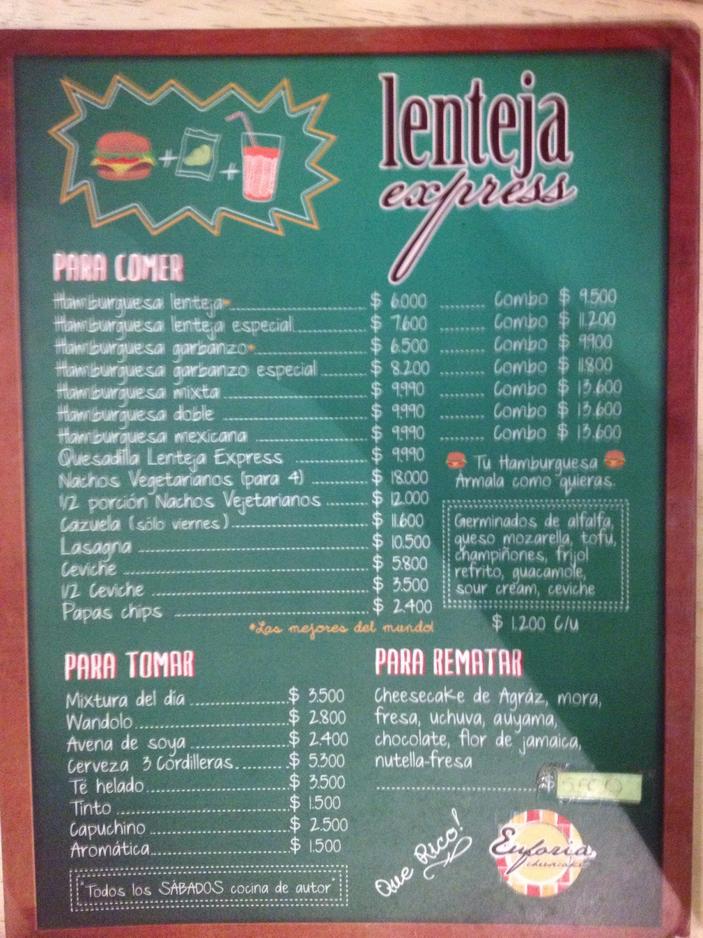 lenteja
express
PARA COMER
Hamburguesa lenteja* $ 6.000 Combo $ 9.500
Hamburguesa lenteja especial $ 7.600 Combo $ 11.200
Hamburguesa garbanzo* $ 6.500 Combo $ 9.900
Hamburguesa garbanzo especial $ 8.200 Combo $ 11.800
Hamburguesa mixta $ 9.990 Combo $ 13.600
Hamburguesa doble $ 9.990 Combo $ 13.600
Hamburguesa mexicana $ 9.990 Combo $ 13.600
Quesadilla Lenteja Express $ 9.990
Nachos Vegetarianos (para 4) $ 18.000
1/2 porción Nachos Vejetarianos $ 12.000
Cazuela (sólo viernes) $ 11.600
Lasagna $ 10.500
Ceviche $ 5.800
1/2 Ceviche $ 3.500
Papas chips $ 2.400
*Las mejores del mundo!
Tú Hamburguesa
Ármala como quieras.
Germinados de alfalfa,
queso mozarella, tofu,
champiñones, frijol
refrito, guacamole,
sour cream, ceviche
$ 1.200 C/u
PARA TOMAR
Mixtura del día $ 3.500
Wandolo $ 2.800
Avena de soya $ 2.400
Cerveza 3 Cordilleras $ 5.300
Té helado $ 3.500
Tinto $ 1.500
Capuchino $ 2.500
Aromática $ 1.500
"Todos los SÁBADOS cocina de autor"
PARA REMATAR
Cheesecake de Agráz, mora,
fresa, uchuva, auyama,
chocolate, flor de jamaica,
nutella-fresa
$
Que Rico!
Euforia
cheesecake